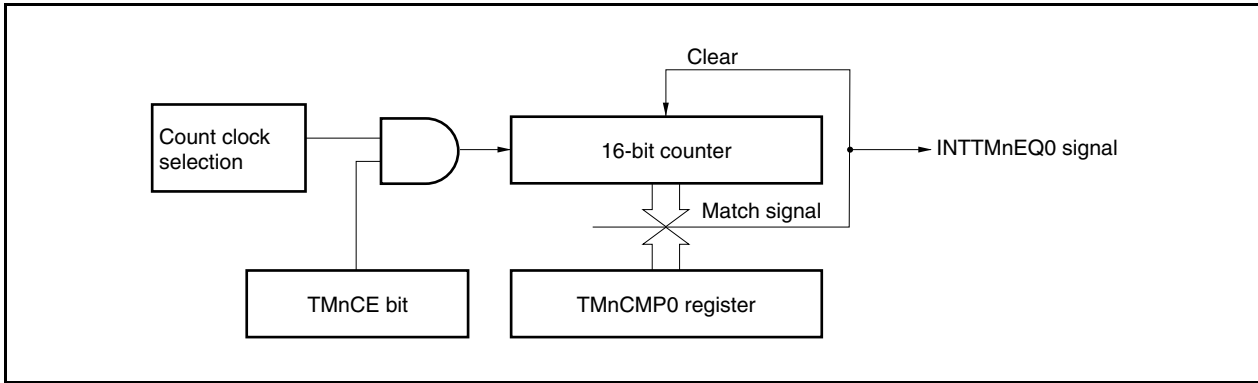 Clear
Count clock
selection
16-bit counter
INTTMnEQ0 signal
Match signal
TMnCE bit
TMnCMP0 register